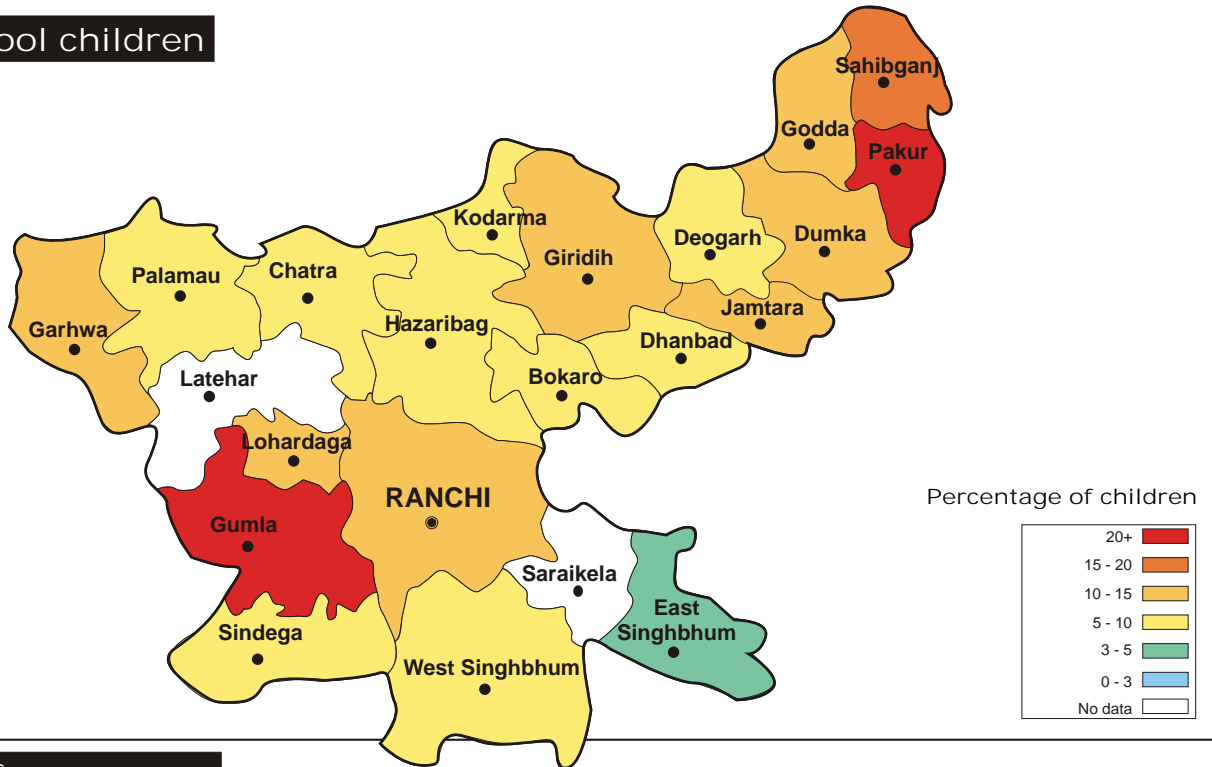 ool children
Sahibganj
Godda
Pakur
Kodarma
Deogarh
Dumka
Giridih
Palamau
Chatra
Jamtara
Garhwa
Hazaribag
Dhanbad
Latehar
Bokaro
Lohardaga
RANCHI
Gumla
Saraikela
East
Singhbhum
Sindega
West Singhbhum
Percentage of children
20+
15 - 20
10 - 15
5 - 10
3 - 5
0 - 3
No data